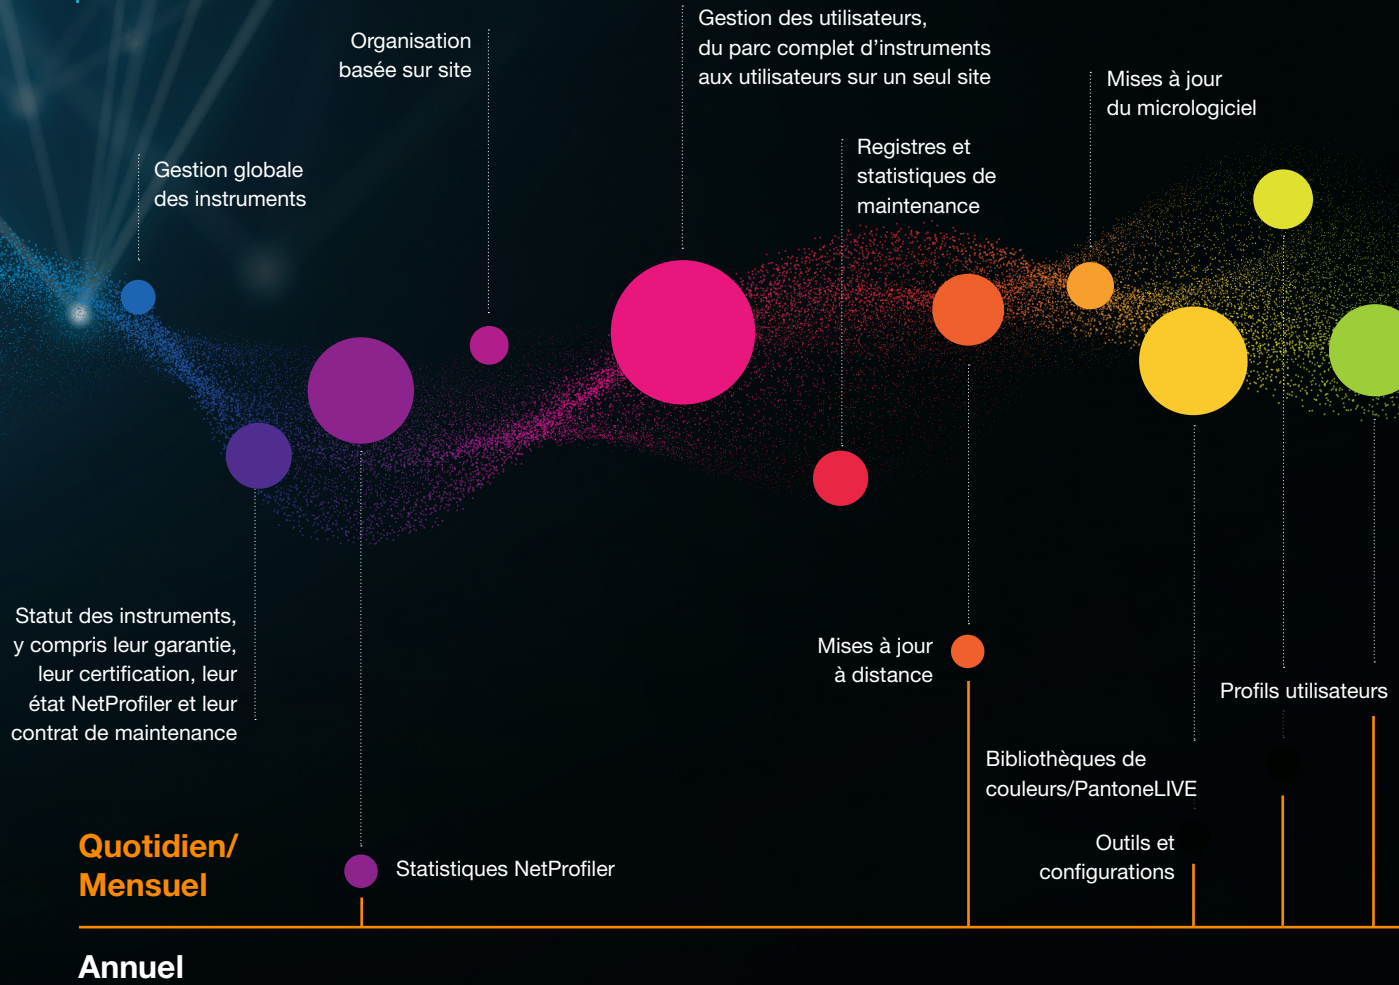 Gestion des utilisateurs,
du parc complet d'instruments
aux utilisateurs sur un seul site
Organisation
basée sur site
Mises à jour
du micrologiciel
Registres et
statistiques de
maintenance
Gestion globale
des instruments
Statut des instruments,
y compris leur garantie,
leur certification, leur
état NetProfiler et leur
contrat de maintenance
Mises à jour
à distance
Profils utilisateurs
Bibliothèques de
couleurs/PantoneLIVE
Outils et
configurations
Quotidien/
Mensuel
Statistiques NetProfiler
Annuel